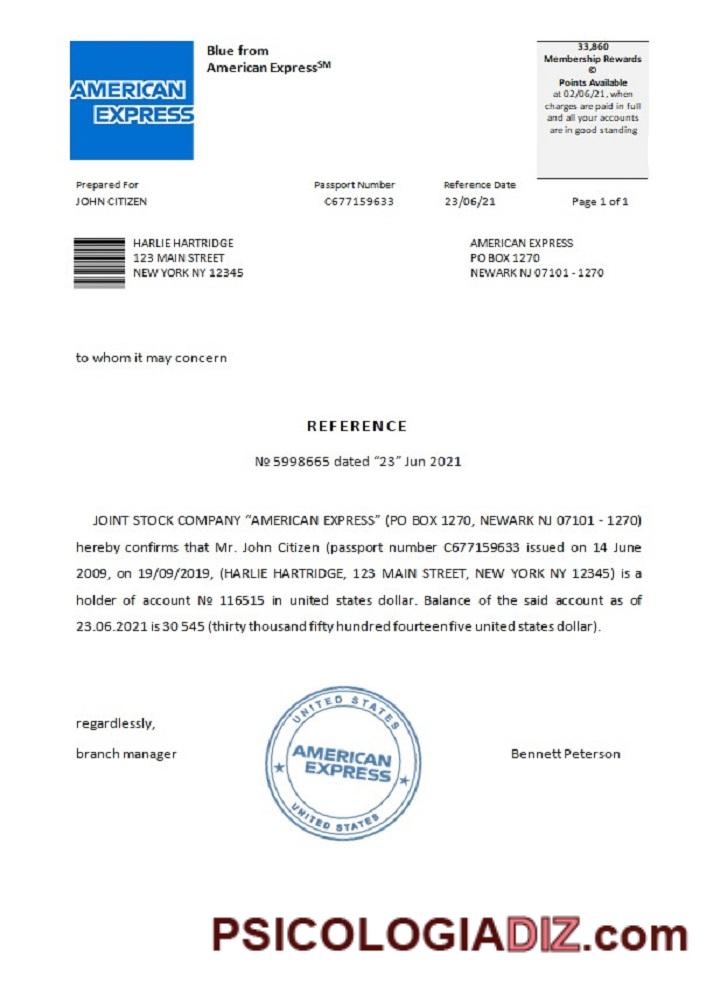 AMERICAN
EXPRESS
Blue from
American Express℠
33,860
Membership Rewards
©
Points Available
at 02/06/21, when
charges are paid in full
and all your accounts
are in good standing
Prepared For
JOHN CITIZEN
Passport Number
C677159633
Reference Date
23/06/21
Page 1 of 1
HARLIE HARTRIDGE
123 MAIN STREET
NEW YORK NY 12345
AMERICAN EXPRESS
PO BOX 1270
NEWARK NJ 07101 - 1270
to whom it may concern
REFERENCE
№ 5998665 dated “23” Jun 2021
JOINT STOCK COMPANY “AMERICAN EXPRESS” (PO BOX 1270, NEWARK NJ 07101 - 1270)
hereby confirms that Mr. John Citizen (passport number C677159633 issued on 14 June
2009, on 19/09/2019, (HARLIE HARTRIDGE, 123 MAIN STREET, NEW YORK NY 12345) is a
holder of account № 116515 in united states dollar. Balance of the said account as of
23.06.2021 is 30 545 (thirty thousand fifty hundred fourteen five united states dollar).
regardlessly,
branch manager
UNITED STATES
AMERICAN
EXPRESS
UNITED STATES
Bennett Peterson
PSICOLOGIADIZ.com